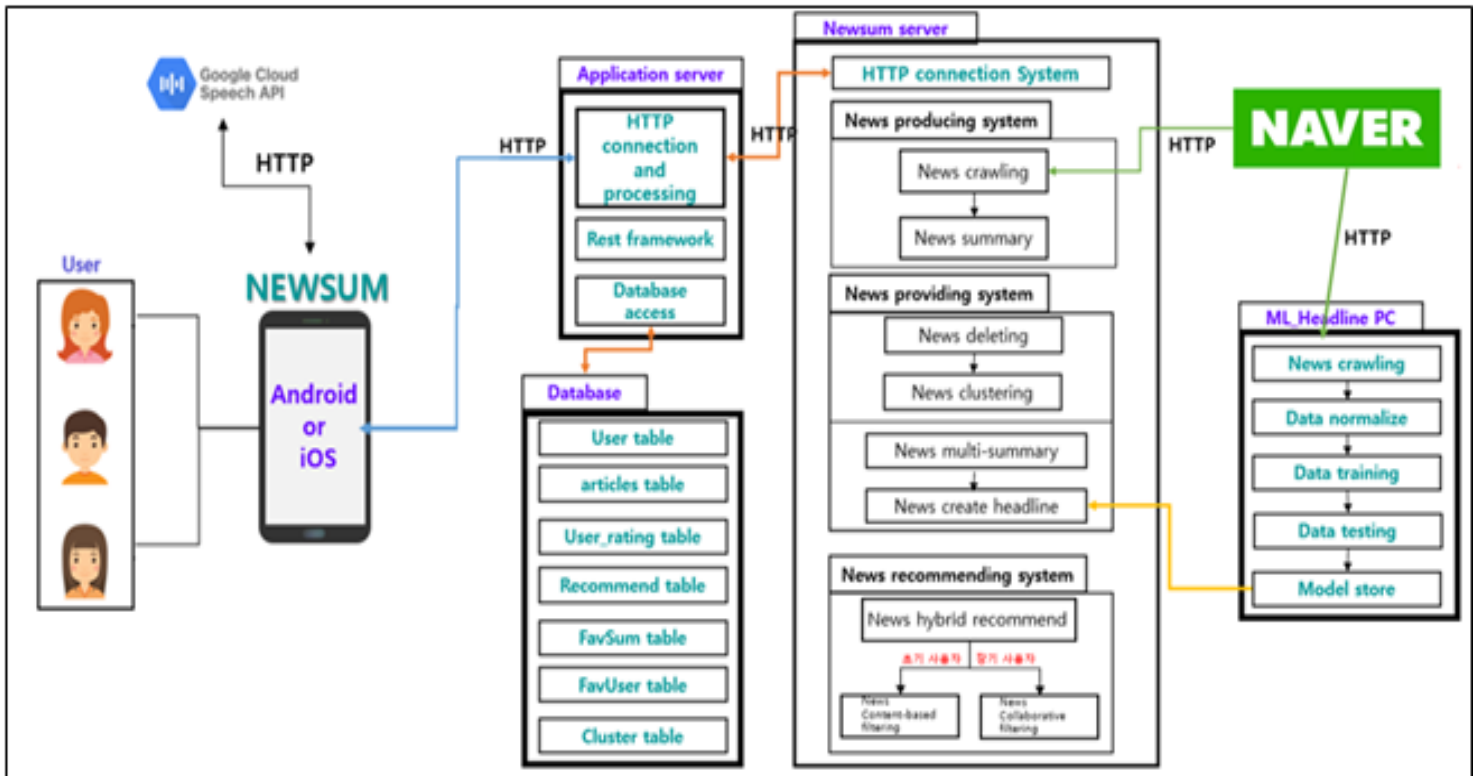 Google Cloud
Speech API
HTTP
User
NEWSUM
Android
or
iOS
HTTP
Application server
HTTP
connection
and
processing
Rest framework
Database
access
Database
User table
articles table
User_rating table
Recommend table
FavSum table
FavUser table
Cluster table
HTTP
Newsum server
HTTP connection System
News producing system
News crawling
News summary
News providing system
News deleting
News clustering
News multi-summary
News create headline
News recommending system
News hybrid recommend
초기 사용자
장기 사용자
News
Content-based
filtering
News
Collaborative
filtering
HTTP
NAVER
HTTP
ML_Headline PC
News crawling
Data normalize
Data training
Data testing
Model store